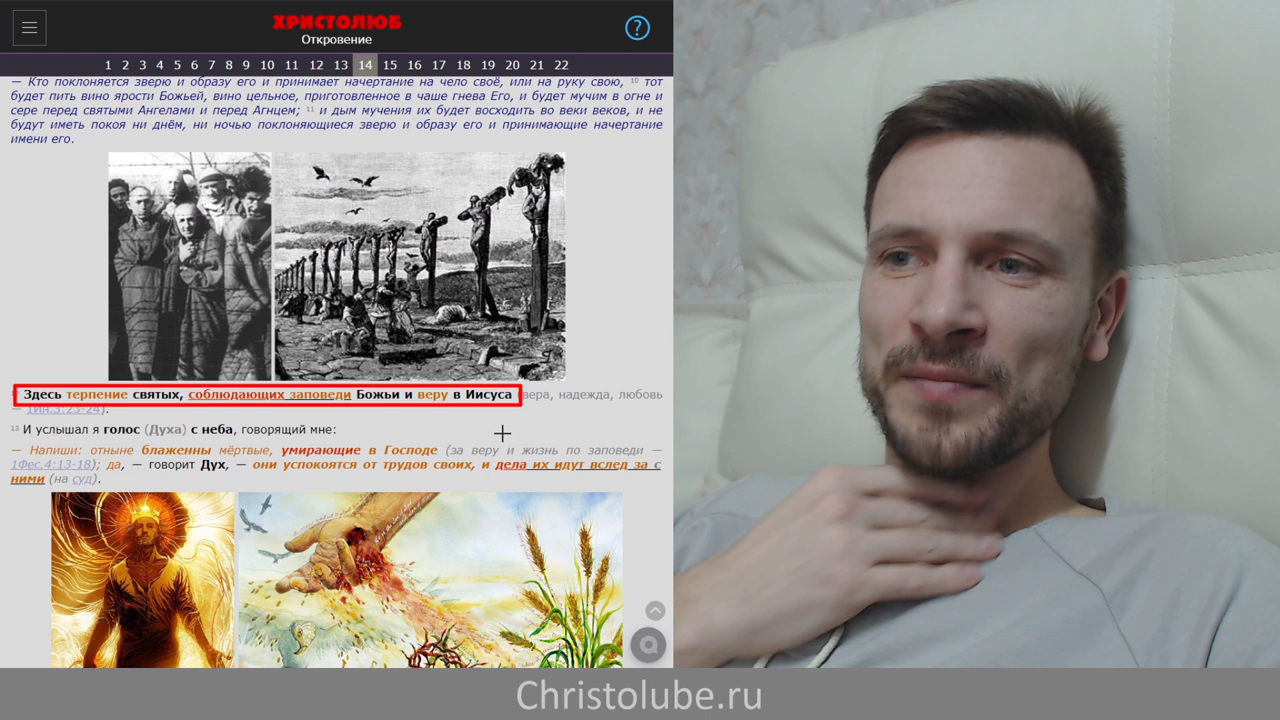 ХРИСТОЛЮБ
Откровение
?
1 2 3 4 5 6 7 8 9 10 11 12 13 14 15 16 17 18 19 20 21 22
— Кто поклоняется зверю и образу его и принимает начертание на чело своё, или на руку свою, 10 тот
будет пить вино ярости Божьей, вино цельное, приготовленное в чаше гнева Его, и будет мучим в огне и
сере перед святыми Ангелами и перед Агнцем; 11 и дым мучения их будет восходить во веки веков, и не
будут иметь покоя ни днём, ни ночью поклоняющиеся зверю и образу его и принимающие начертание
имени его.
Здесь терпение святых, соблюдающих заповеди Божьи и веру в Иисуса вера, надежда, любовь
— 1Ин.3:23-24).
13 И услышал я голос (Духа) с неба, говорящий мне:
— Напиши: отныне блаженны мёртвые, умирающие в Господе (за веру и жизнь по заповеди —
1Фес.4:13-18); да, — говорит Дух, — они успокоятся от трудов своих, и дела их идут вслед за с
ними (на суд).
Christolube.ru